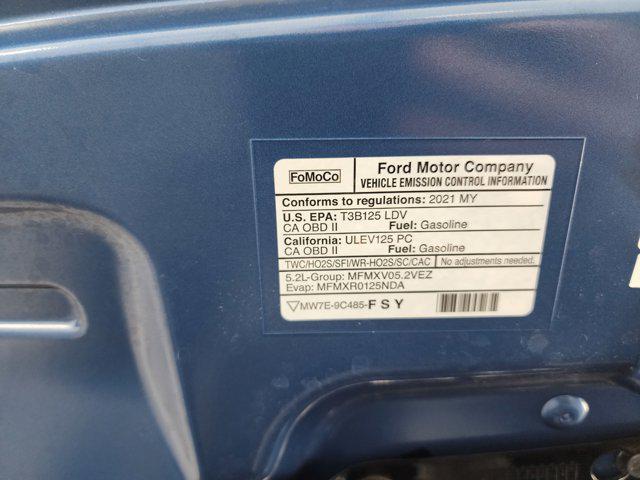 FoMoCo
Ford Motor Company
VEHICLE EMISSION CONTROL INFORMATION
Conforms to regulations: 2021 MY
U.S. EPA: T3B125 LDV
CA OBD II Fuel: Gasoline
California: ULEV125 PC
CA OBD II Fuel: Gasoline
TWC/HO2S/SFI/WR-HO2S/SC/CAC No adjustments needed.
5.2L-Group: MFMXV05.2VEZ
Evap: MFMXR0125NDA
MW7E-9C485-F S Y